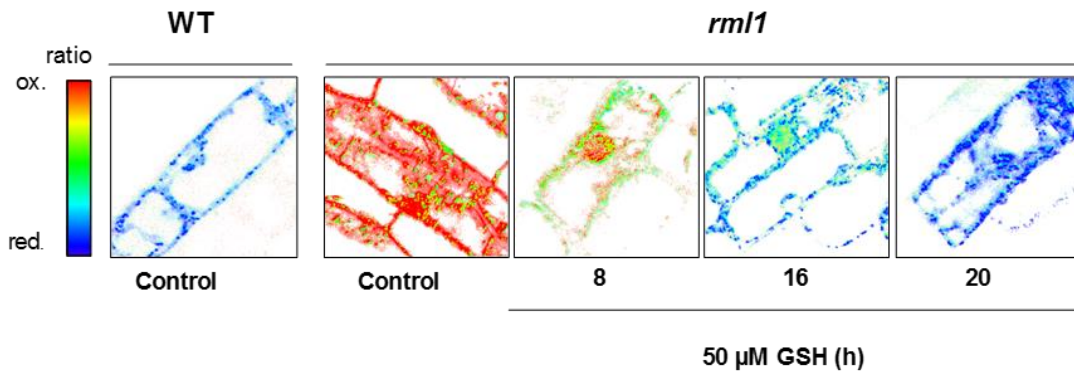 WT
rml1
ratio
ox.
red.
Control
Control
8
16
20
50 µM GSH (h)